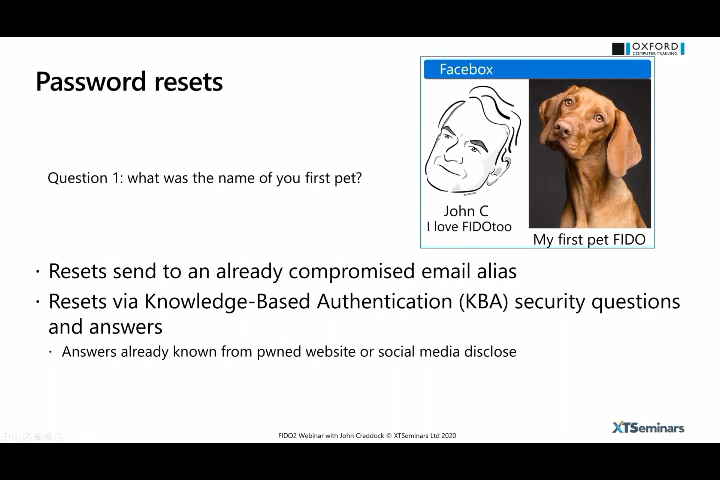 OXFORD
COMPUTER TRAINING
Password resets
Facebox
Question 1: what was the name of you first pet?
John C
I love FIDOtoo
My first pet FIDO
· Resets send to an already compromised email alias
· Resets via Knowledge-Based Authentication (KBA) security questions
and answers
· Answers already known from pwned website or social media disclose
FIDO2 Webinar with John Craddock © XTSeminars Ltd 2020
XTSeminars